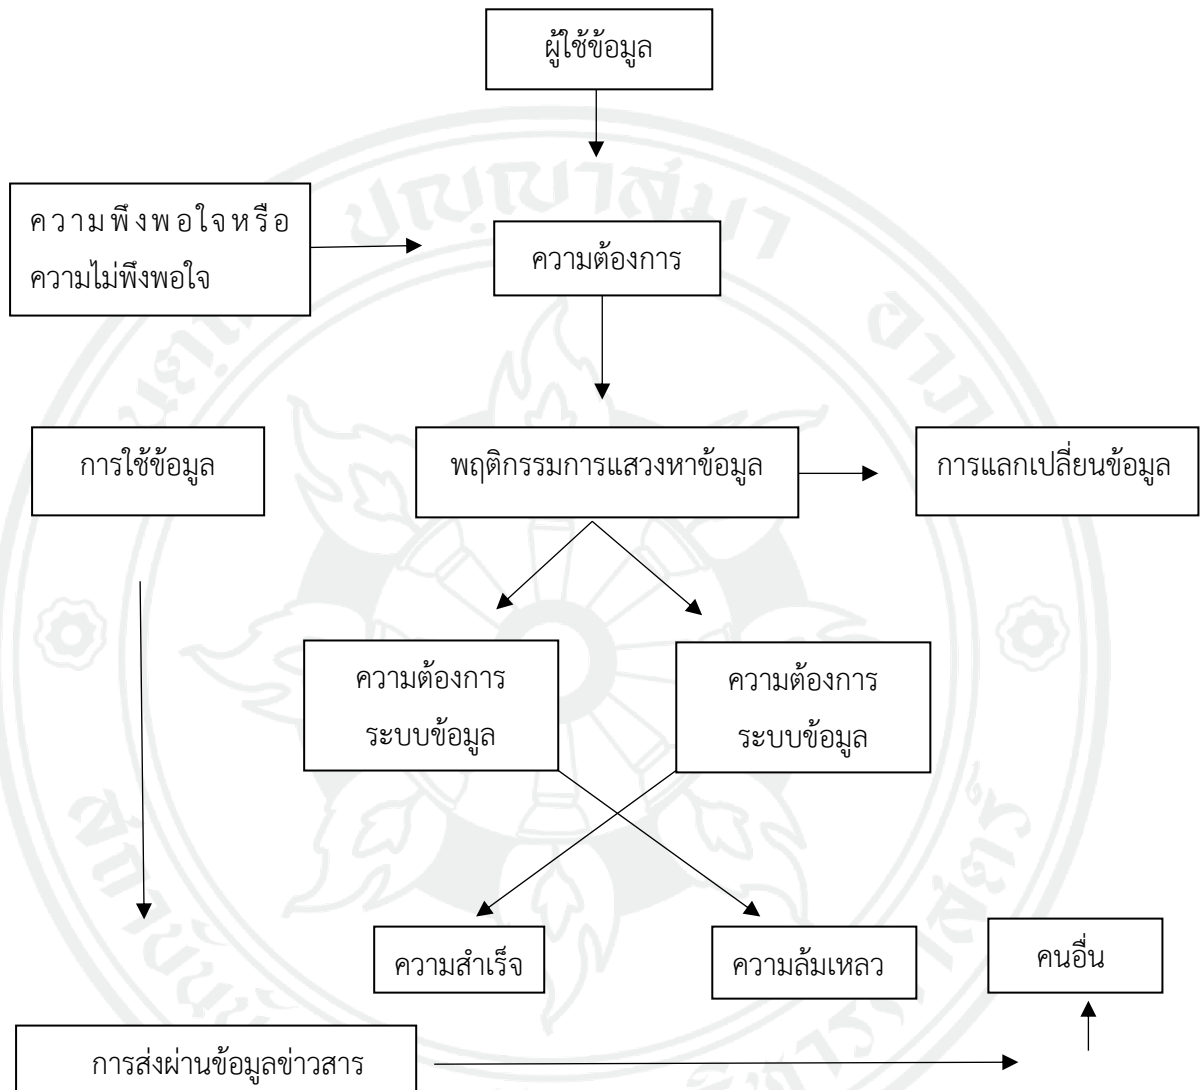 ผู้ใช้ข้อมูล
ความพึงพอใจหรือ
ความไม่พึงพอใจ
ความต้องการ
การใช้ข้อมูล
พฤติกรรมการแสวงหาข้อมูล
การแลกเปลี่ยนข้อมูล
ความต้องการ
ระบบข้อมูล
ความต้องการ
ระบบข้อมูล
ความสำเร็จ
ความล้มเหลว
คนอื่น
การส่งผ่านข้อมูลข่าวสาร